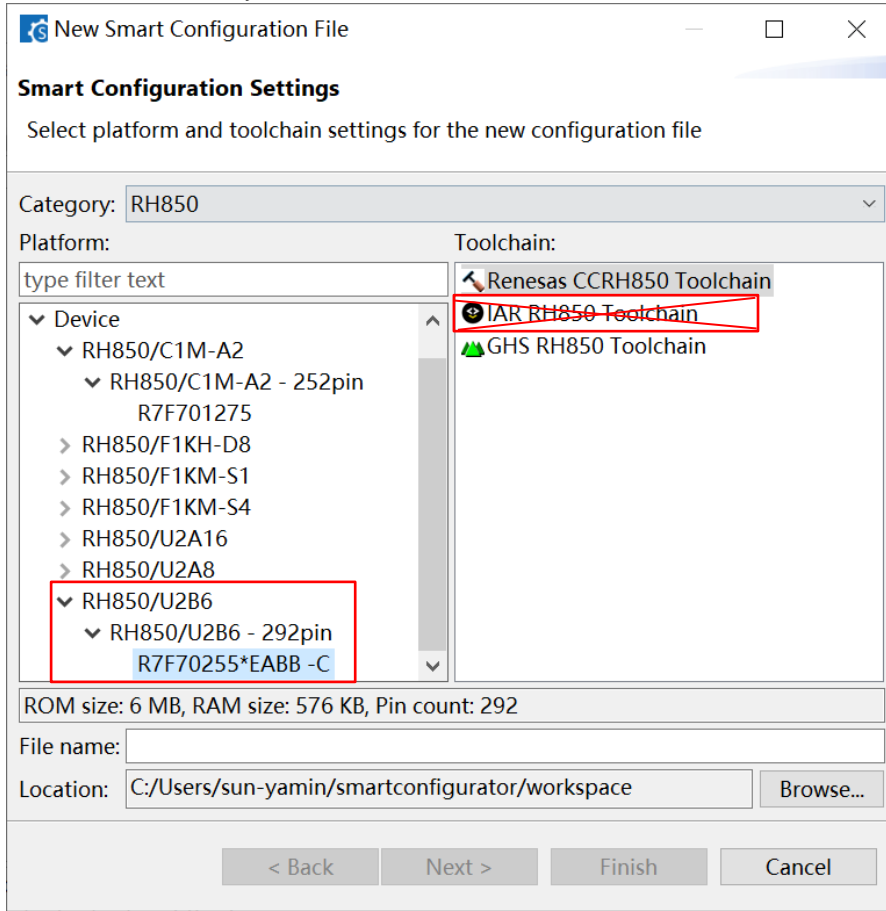 New Smart Configuration File
Smart Configuration Settings
Select platform and toolchain settings for the new configuration file
Category: RH850
Platform:
Toolchain:
type filter text
Device
RH850/C1M-A2
RH850/C1M-A2 - 252pin
R7F701275
RH850/F1KH-D8
RH850/F1KM-S1
RH850/F1KM-S4
RH850/U2A16
RH850/U2A8
RH850/U2B6
RH850/U2B6 - 292pin
R7F70255*EABB -C
Renesas CCRH850 Toolchain
IAR RH850 Toolchain
GHS RH850 Toolchain
ROM size: 6 MB, RAM size: 576 KB, Pin count: 292
File name:
Location: C:/Users/sun-yamin/smartconfigurator/workspace Browse...
< Back Next > Finish Cancel